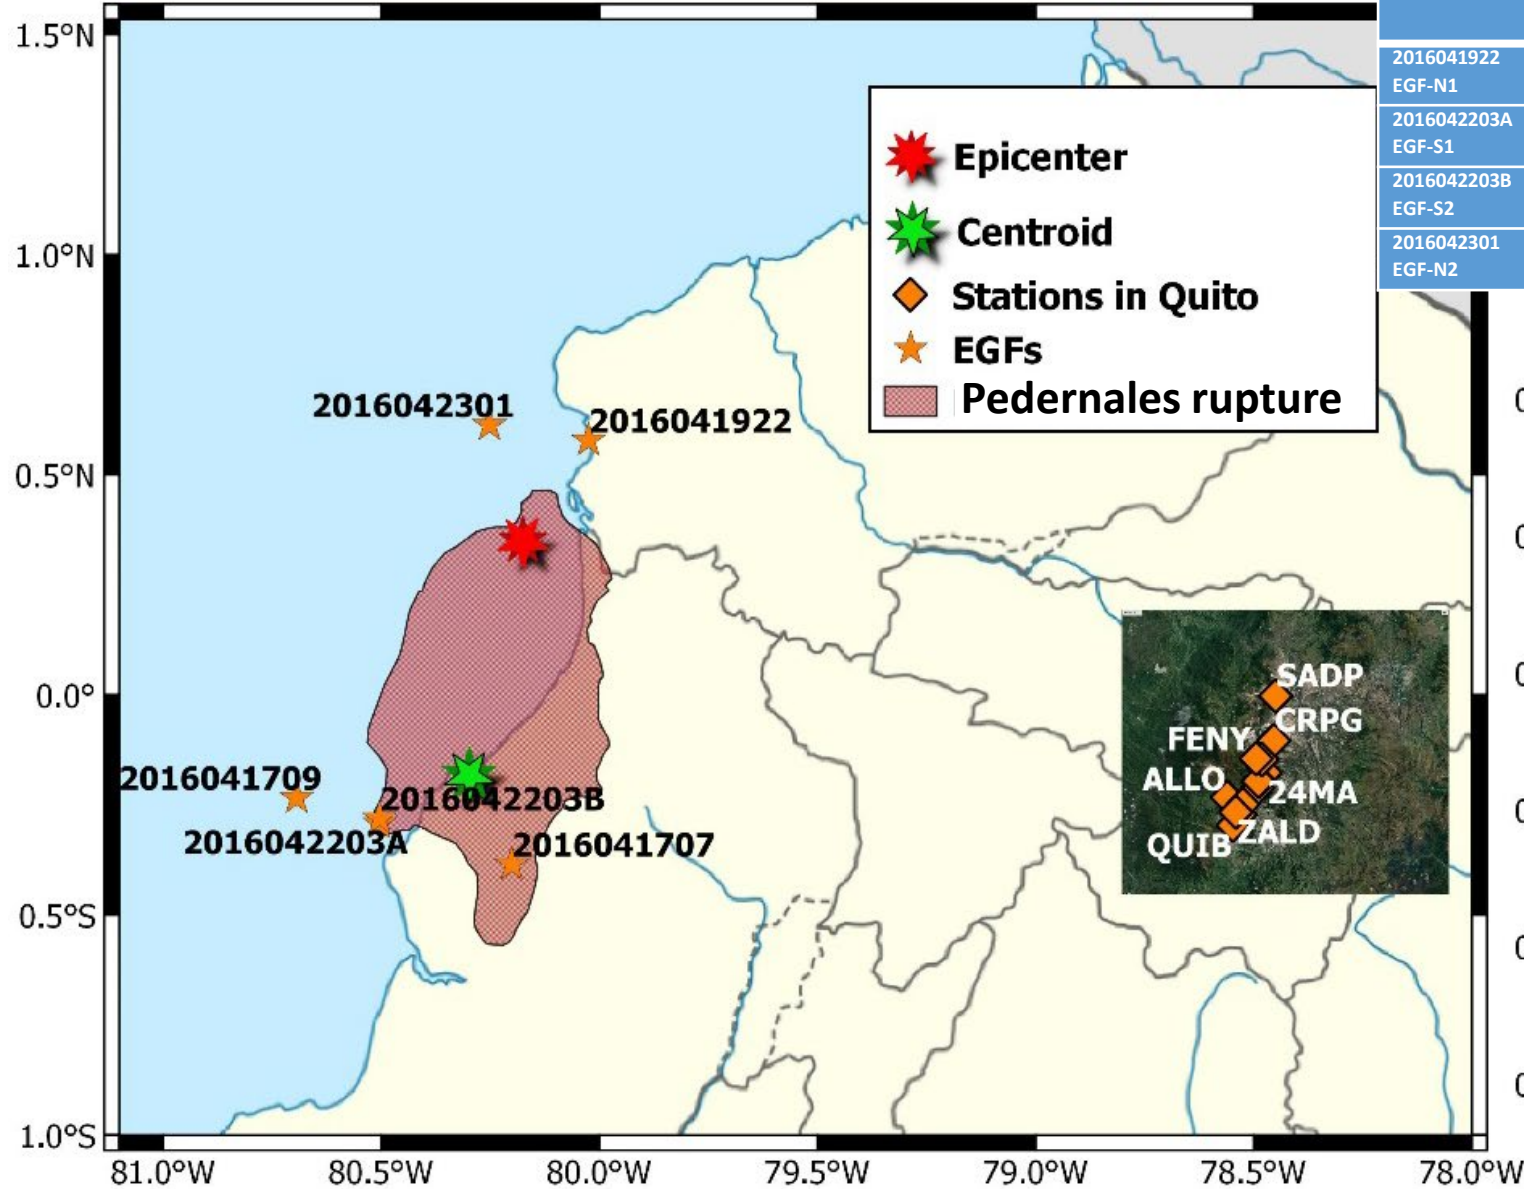 1.5°N
1.0°N
0.5°N
0.0°
0.5°S
1.0°S
81.0°W
80.5°W
80.0°W
79.5°W
79.0°W
78.5°W
78.0°W
Epicenter
Centroid
Stations in Quito
EGFs
Pedernales rupture
2016041922
EGF-N1
2016042203A
EGF-S1
2016042203B
EGF-S2
2016042301
EGF-N2
2016042301
2016041922
2016041709
2016042203B
2016042203A
2016041707
SADP
CRPG
FENY
ALLO
24MA
ZALD
QUIB